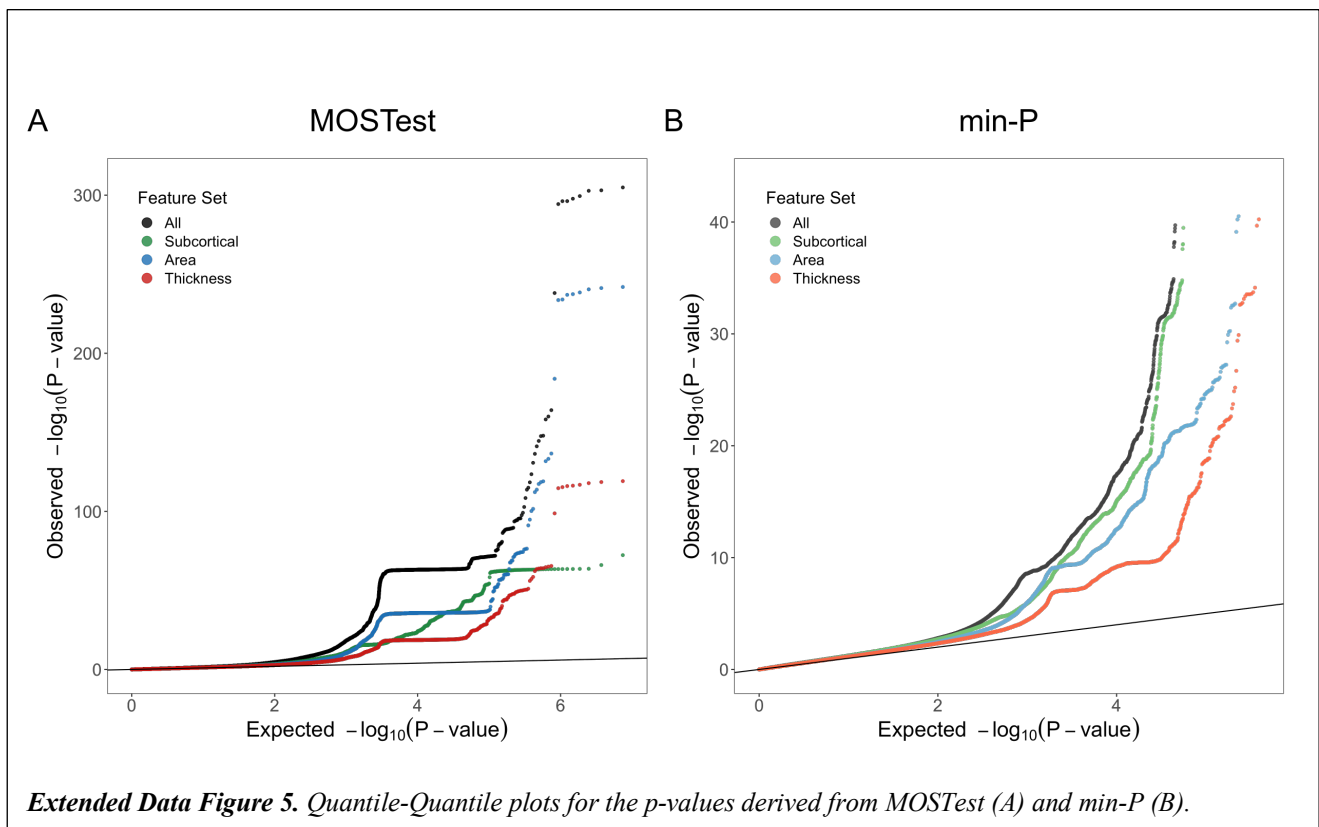 A
MOSTest
B
min-P
Feature Set
All
Subcortical
Area
Thickness
Observed −log10(P − value)
300
200
100
0
0 2 4 6
Expected −log10(P − value)
Feature Set
All
Subcortical
Area
Thickness
Observed −log10(P − value)
40
30
20
10
0
0 2 4
Expected −log10(P − value)
Extended Data Figure 5. Quantile-Quantile plots for the p-values derived from MOSTest (A) and min-P (B).